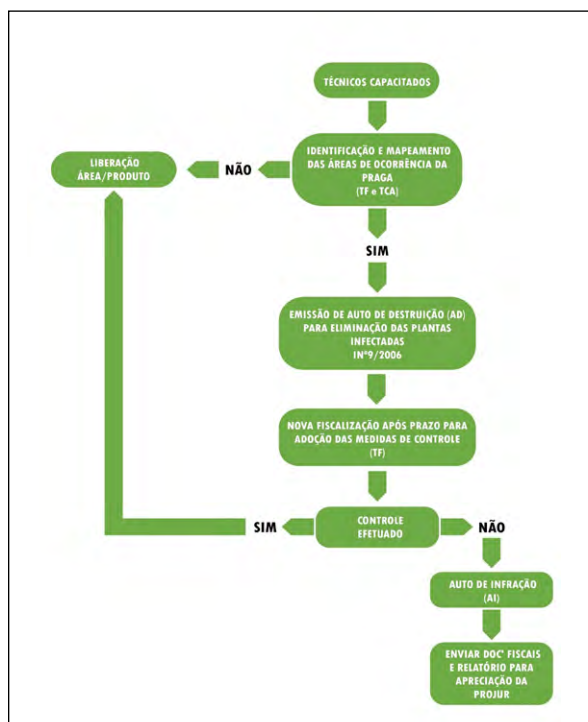 TÉCNICOS CAPACITADOS
IDENTIFICAÇÃO E MAPEAMENTO
DAS ÁREAS DE OCORRÊNCIA DA
PRAGA
(TF e TCA)
NÃO
LIBERAÇÃO
ÁREA/PRODUTO
SIM
EMISSÃO DE AUTO DE DESTRUIÇÃO (AD)
PARA ELIMINAÇÃO DAS PLANTAS
INFECTADAS
INº9/2006
NOVA FISCALIZAÇÃO APÓS PRAZO PARA
ADOÇÃO DAS MEDIDAS DE CONTROLE
(TF)
SIM
CONTROLE
EFETUADO
NÃO
AUTO DE INFRAÇÃO
(AI)
ENVIAR DOCº FISCAIS
E RELATÓRIO PARA
APRECIAÇÃO DA
PROJUR